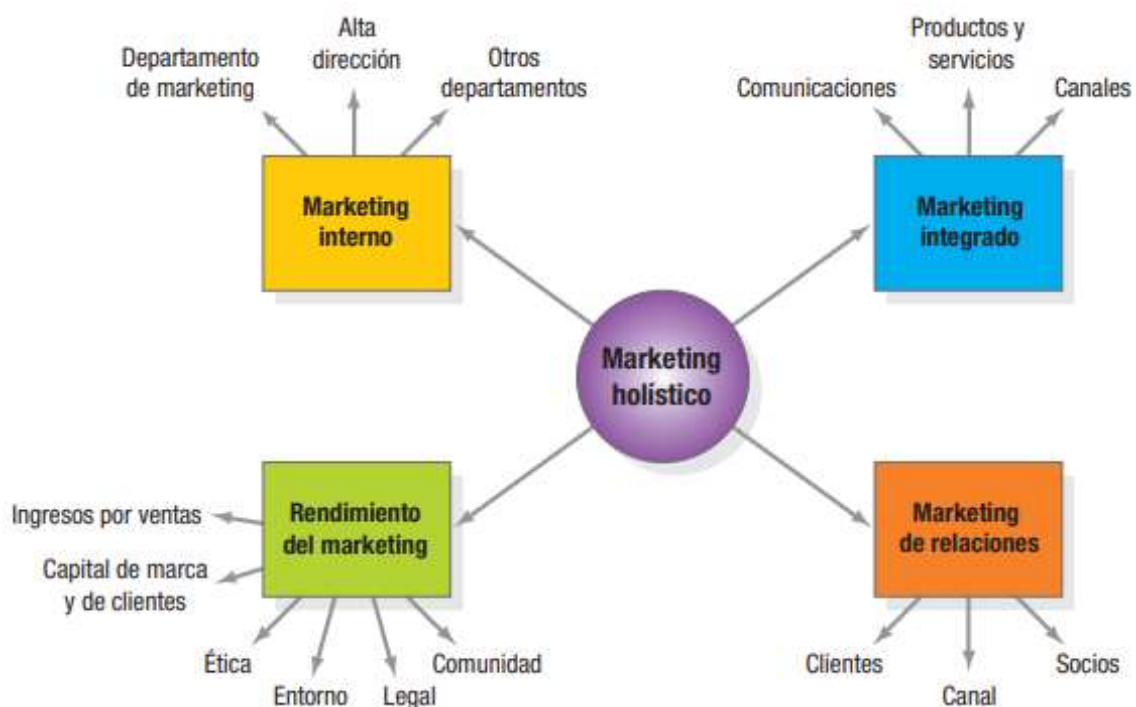 Departamento
de marketing
Alta
dirección
Otros
departamentos
Marketing
interno
Productos y
servicios
Comunicaciones
Canales
Marketing
integrado
Marketing
holístico
Rendimiento
del marketing
Ingresos por ventas
Capital de marca
y de clientes
Ética
Entorno
Legal
Comunidad
Marketing
de relaciones
Clientes
Canal
Socios